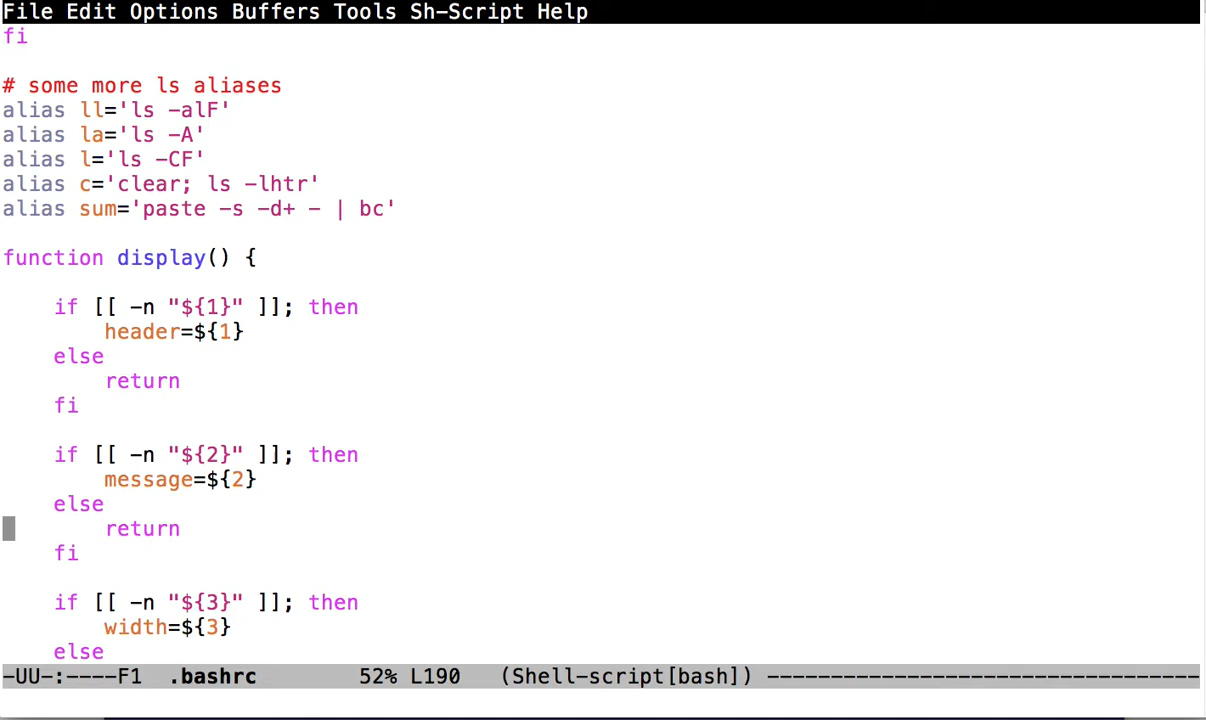 File Edit Options Buffers Tools Sh-Script Help
fi
# some more ls aliases
alias ll='ls -alF'
alias la='ls -A'
alias l='ls -CF'
alias c='clear; ls -lhtr'
alias sum='paste -s -d+ - | bc'
function display() {
    if [[ -n "${1}" ]]; then
        header=${1}
    else
        return
    fi
    if [[ -n "${2}" ]]; then
        message=${2}
    else
        return
    fi
    if [[ -n "${3}" ]]; then
        width=${3}
    else
-UU-:----F1  .bashrc        52% L190   (Shell-script[bash]) ----------------------------------